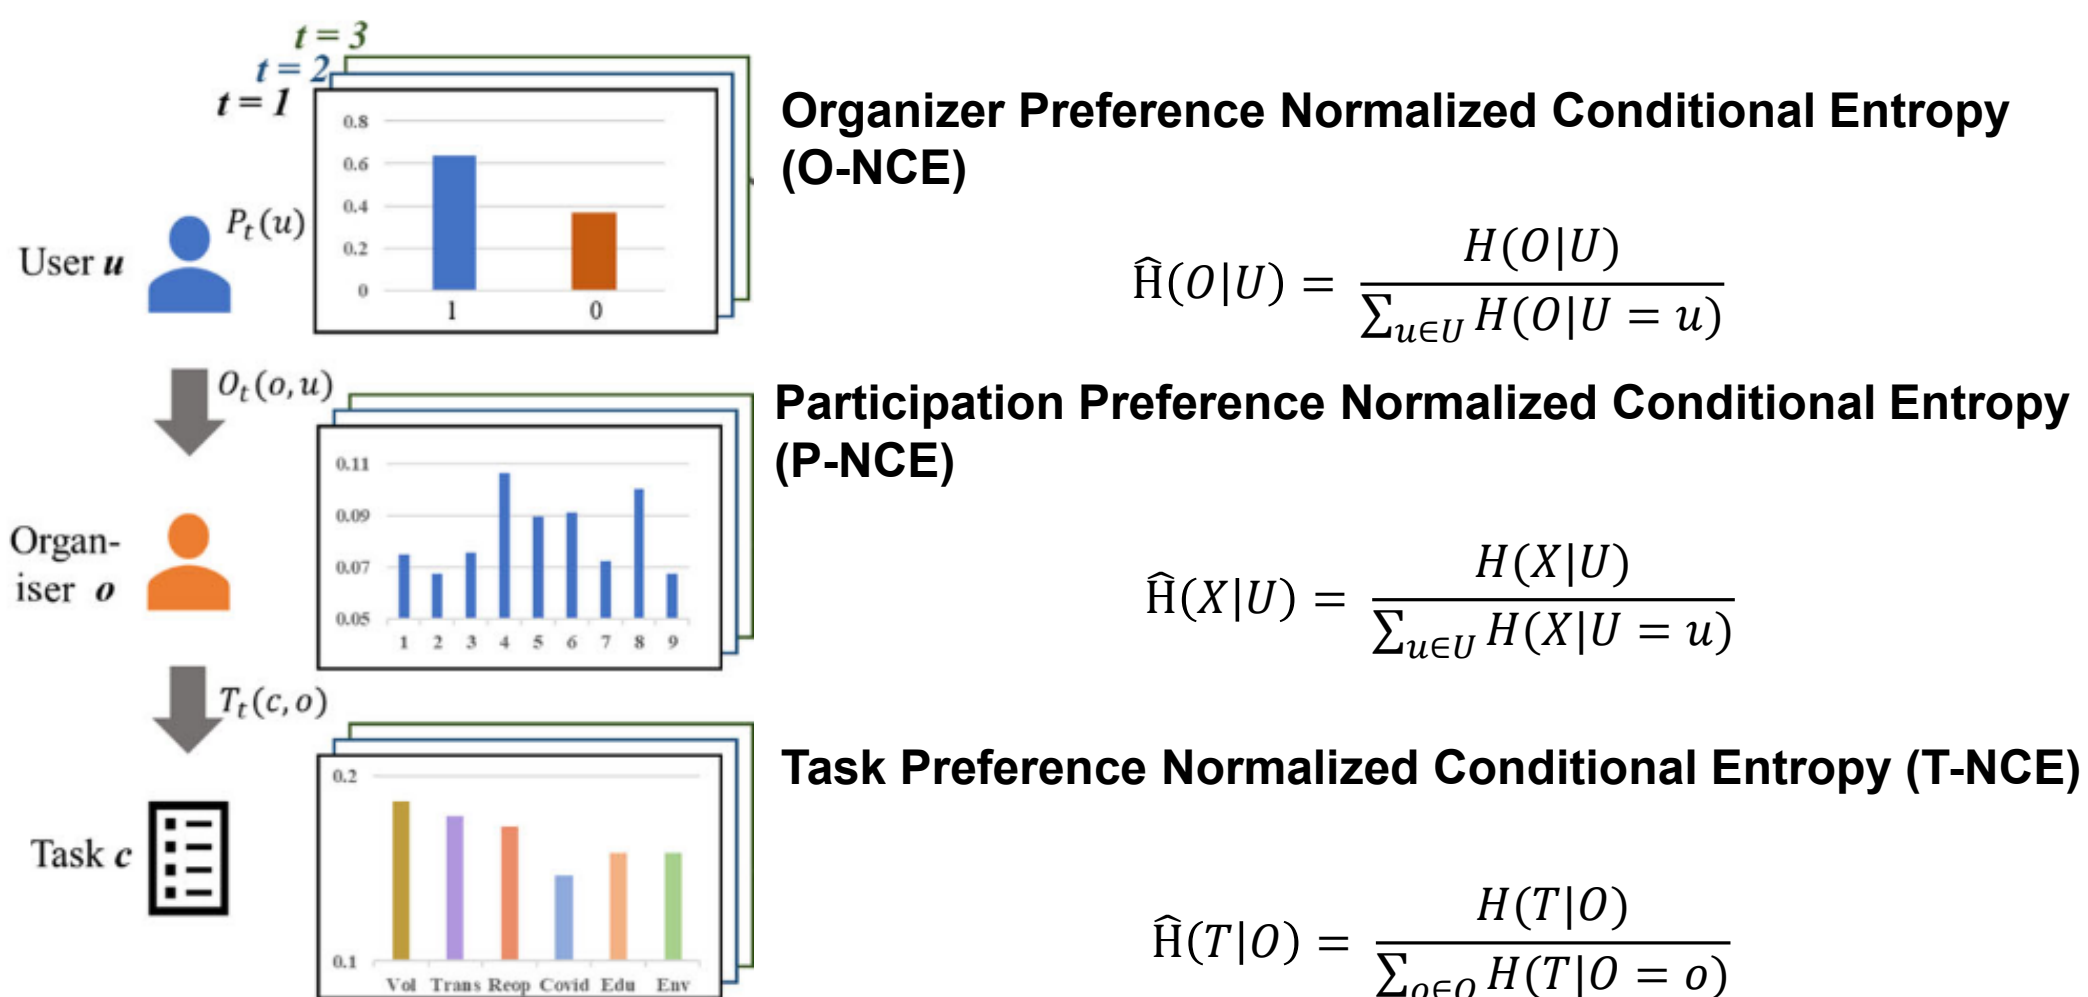 t = 3
t = 2
t = 1
0.8
0.6
0.4
0.2
0
1 0
P_t(u)
User u
O_t(o,u)
0.11
0.09
0.07
0.05
1 2 3 4 5 6 7 8 9
Organ-
iser o
T_t(c,o)
0.2
0.1
Vol Trans Reop Covid Edu Env
Task c
Organizer Preference Normalized Conditional Entropy
(O-NCE)
Ĥ(O|U) = H(O|U) / ∑_{u∈U} H(O|U = u)
Participation Preference Normalized Conditional Entropy
(P-NCE)
Ĥ(X|U) = H(X|U) / ∑_{u∈U} H(X|U = u)
Task Preference Normalized Conditional Entropy (T-NCE)
Ĥ(T|O) = H(T|O) / ∑_{o∈O} H(T|O = o)